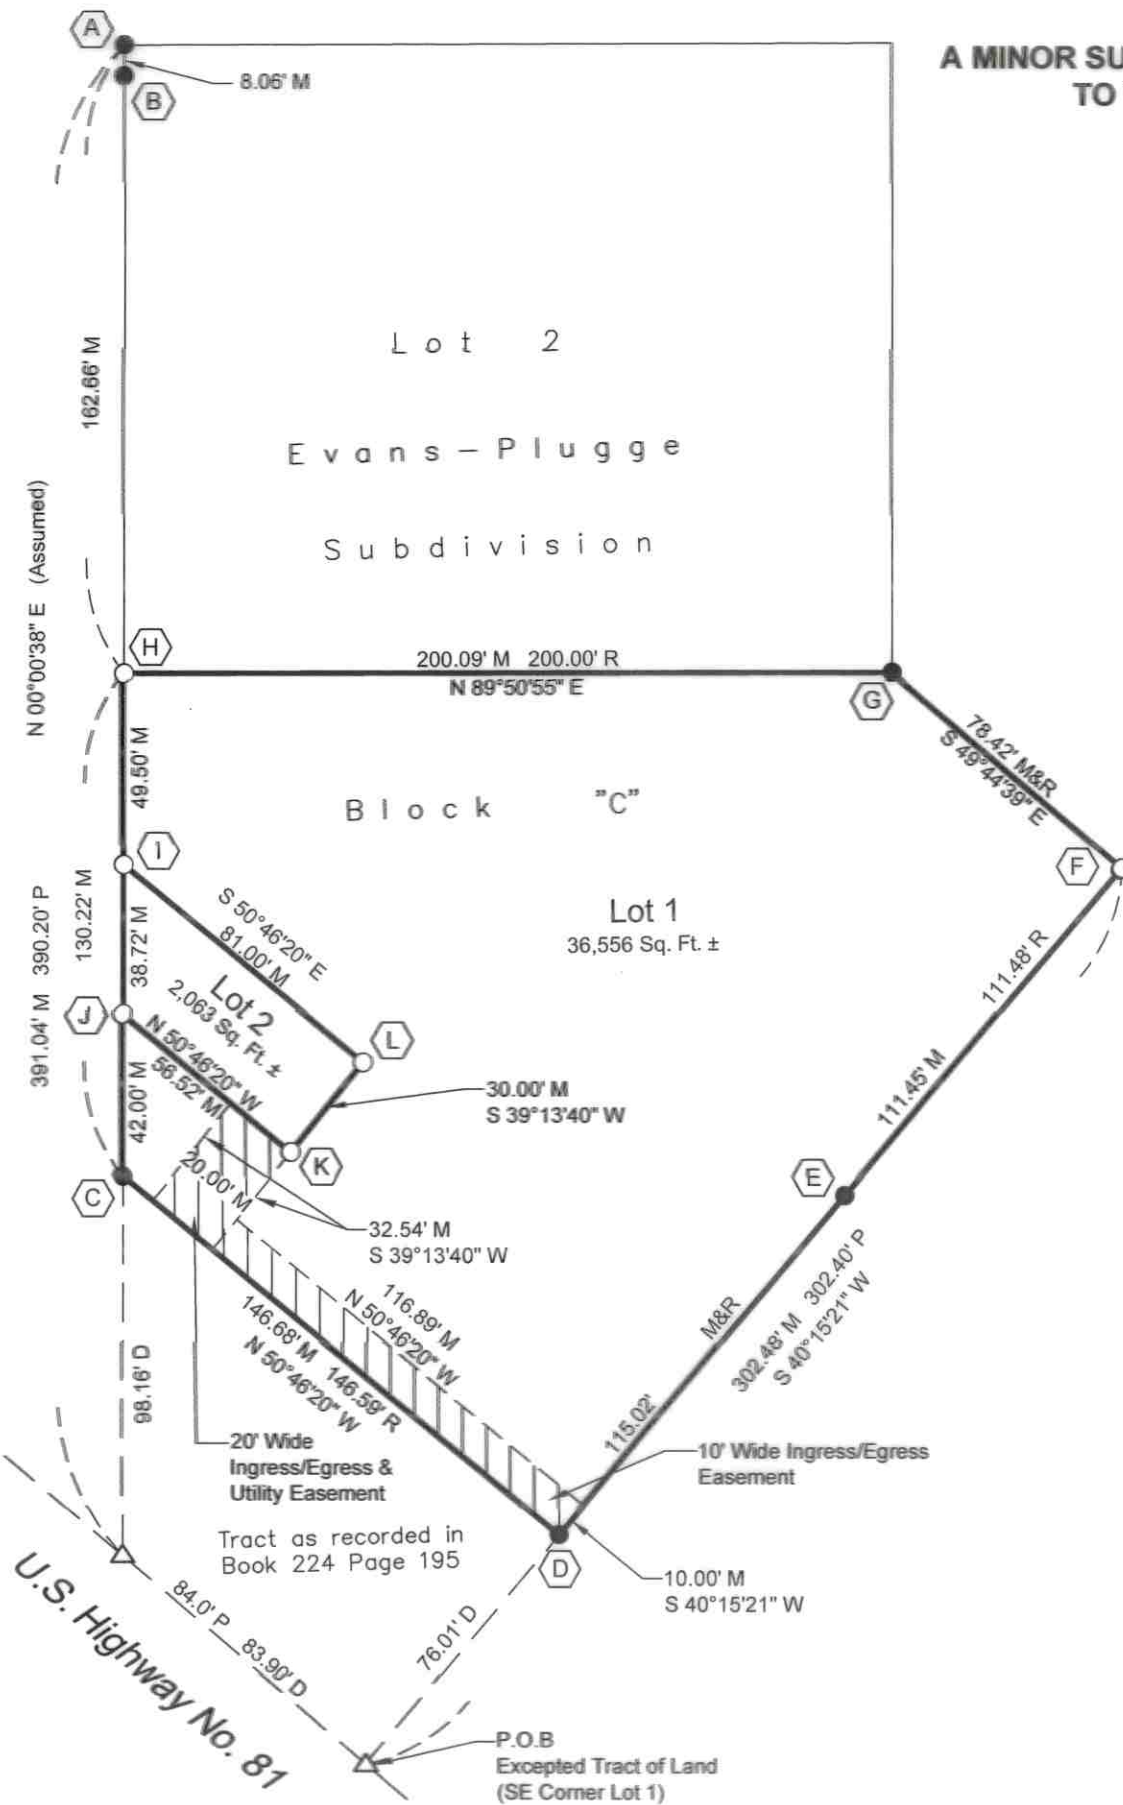 A
8.06' M
B
A MINOR SU
TO
162.66' M
Lot 2
Evans-Plugge
Subdivision
N 00°00'38" E (Assumed)
H
200.09' M 200.00' R
N 89°50'55" E
G
49.50' M
78.42' M&R
S 49°44'39" E
Block "C"
I
F
391.04' M 390.20' P
130.22' M
38.72' M
S 50°46'20" E
81.00' M
Lot 1
36,556 Sq. Ft. ±
111.48' R
111.45' M
Lot 2
2,063 Sq. Ft. ±
J
N 50°46'20" W
56.52' M
L
30.00' M
S 39°13'40" W
42.00' M
K
E
C
20.00' M
32.54' M
S 39°13'40" W
116.89' M
N 50°46'20" W
146.68' M 146.59' R
N 50°46'20" W
M&R
115.02'
302.48' M 302.40' P
S 40°15'21" W
98.16' D
20' Wide
Ingress/Egress &
Utility Easement
10' Wide Ingress/Egress
Easement
Tract as recorded in
Book 224 Page 195
D
10.00' M
S 40°15'21" W
84.0' P 83.90' D
76.01' D
U.S. Highway No. 81
P.O.B
Excepted Tract of Land
(SE Corner Lot 1)